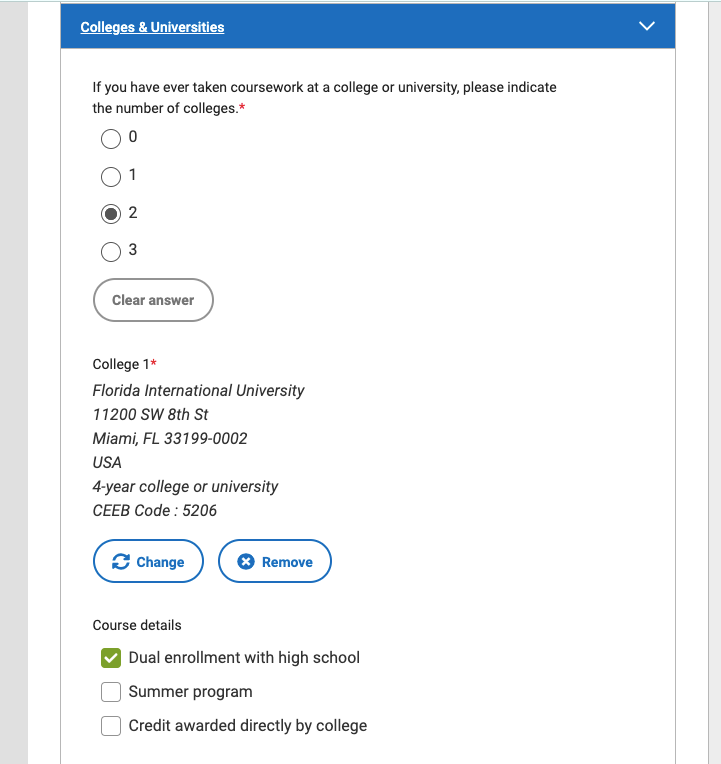 Colleges & Universities
If you have ever taken coursework at a college or university, please indicate
the number of colleges.*
0
1
2
3
Clear answer
College 1*
Florida International University
11200 SW 8th St
Miami, FL 33199-0002
USA
4-year college or university
CEEB Code : 5206
Change Remove
Course details
Dual enrollment with high school
Summer program
Credit awarded directly by college